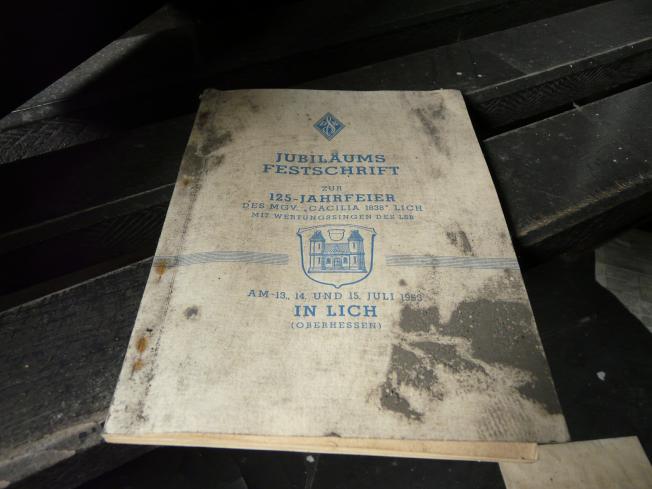 JUBILÄUMS
FESTSCHRIFT
ZUR
125-JAHRFEIER
DES MGV. „CÄCILIA 1838" LICH
MIT WERTUNGSSINGEN DES LSB
AM 13., 14. UND 15. JULI 1963
IN LICH
(OBERHESSEN)